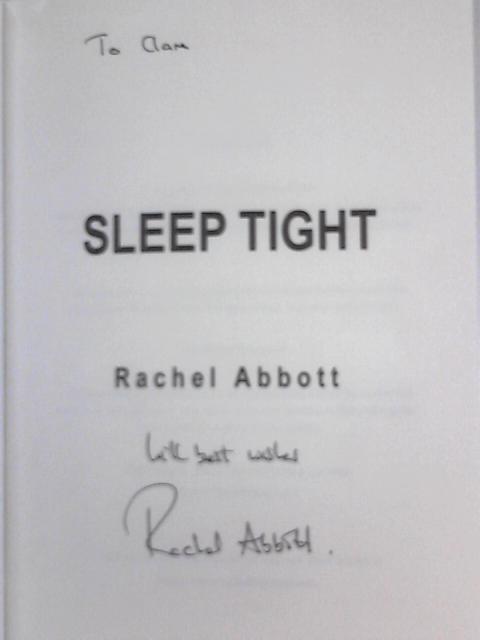 To Clare
SLEEP TIGHT
Rachel Abbott
With best wishes
Rachel Abbott.